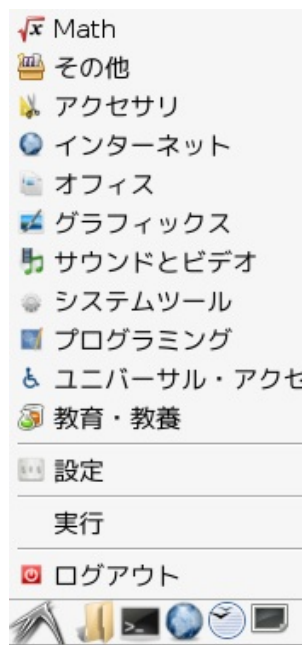 Math
その他
アクセサリ
インターネット
オフィス
グラフィックス
サウンドとビデオ
システムツール
プログラミング
ユニバーサル・アクセ
教育・教養
設定
実行
ログアウト